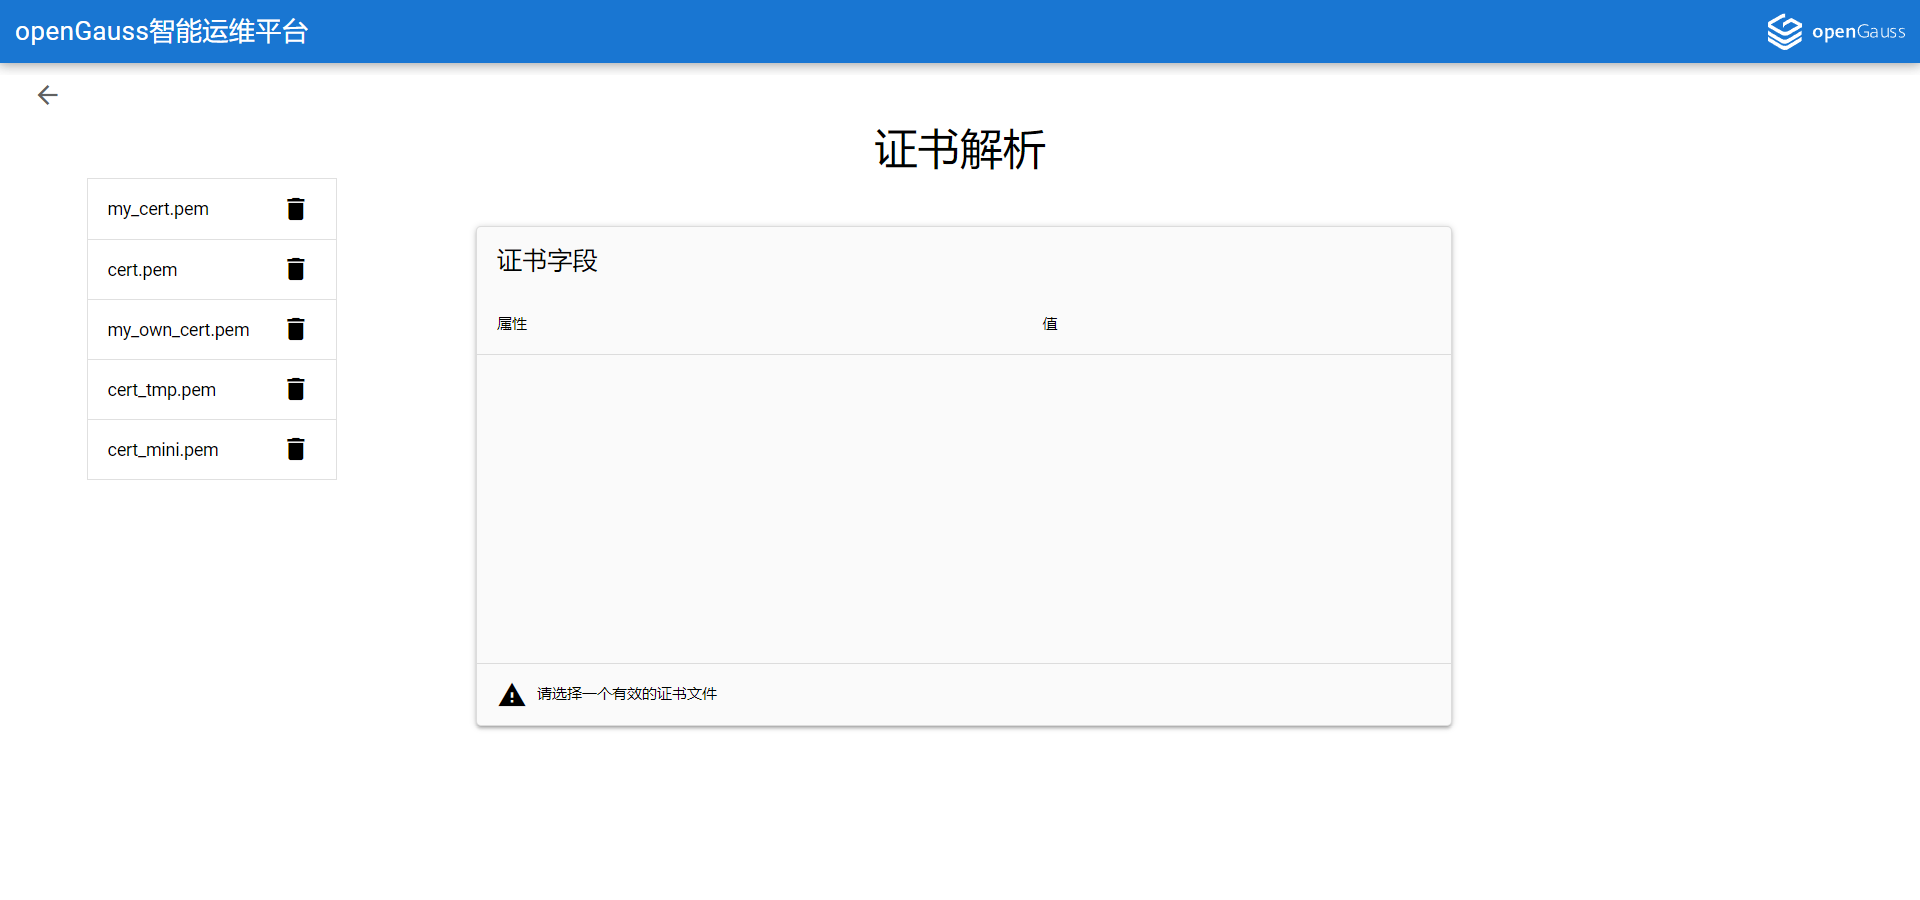 openGauss智能运维平台
openGauss
证书解析
my_cert.pem
cert.pem
my_own_cert.pem
cert_tmp.pem
cert_mini.pem
证书字段
属性 值
请选择一个有效的证书文件